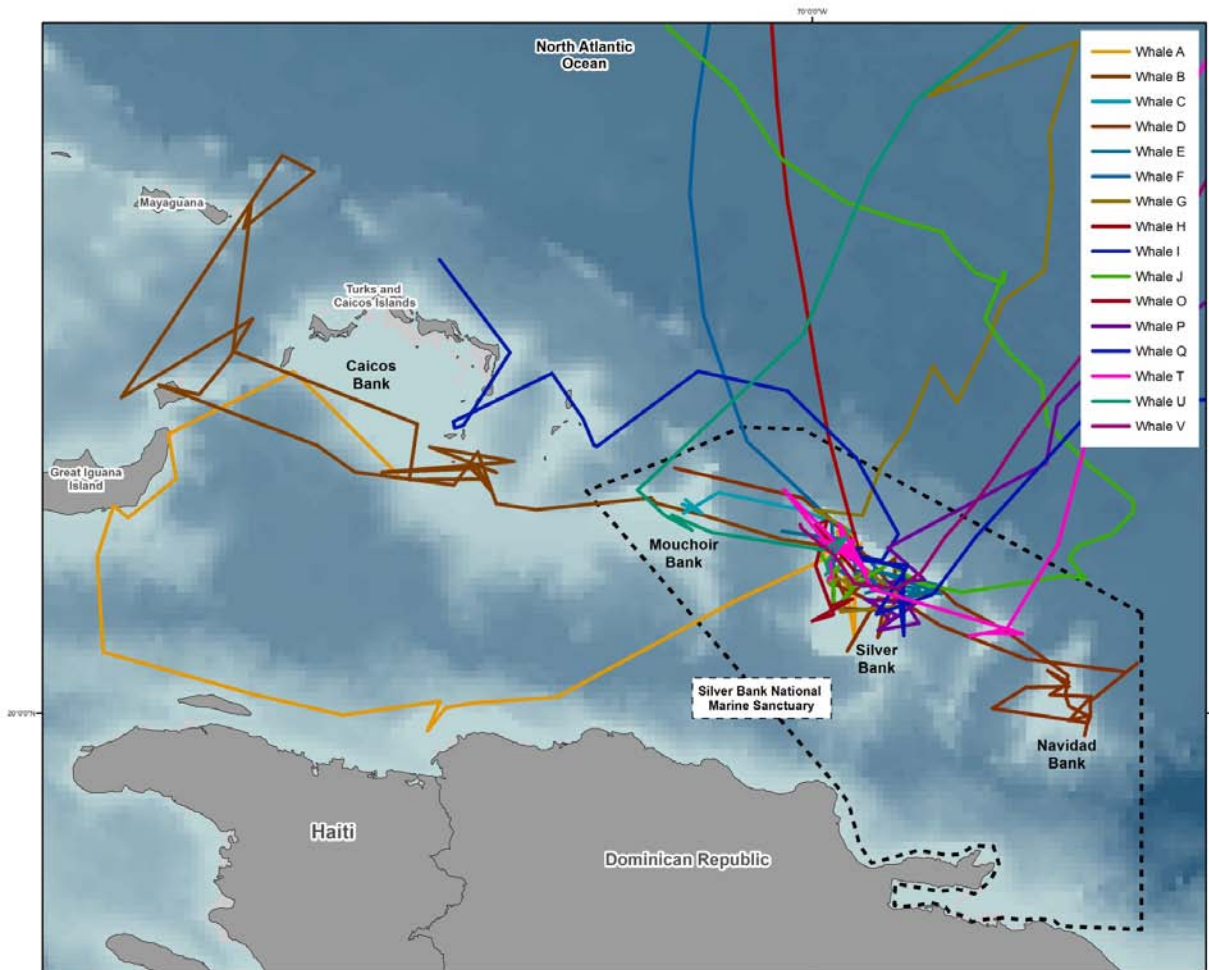 70°0'0"W
North Atlantic
Ocean
Whale A
Whale B
Whale C
Whale D
Whale E
Whale F
Whale G
Whale H
Whale I
Whale J
Whale O
Whale P
Whale Q
Whale T
Whale U
Whale V
Mayaguana
Turks and
Caicos Islands
Caicos
Bank
Great Iguana
Island
Mouchoir
Bank
Silver
Bank
Silver Bank National
Marine Sanctuary
20°0'0"N
Navidad
Bank
Haiti
Dominican Republic